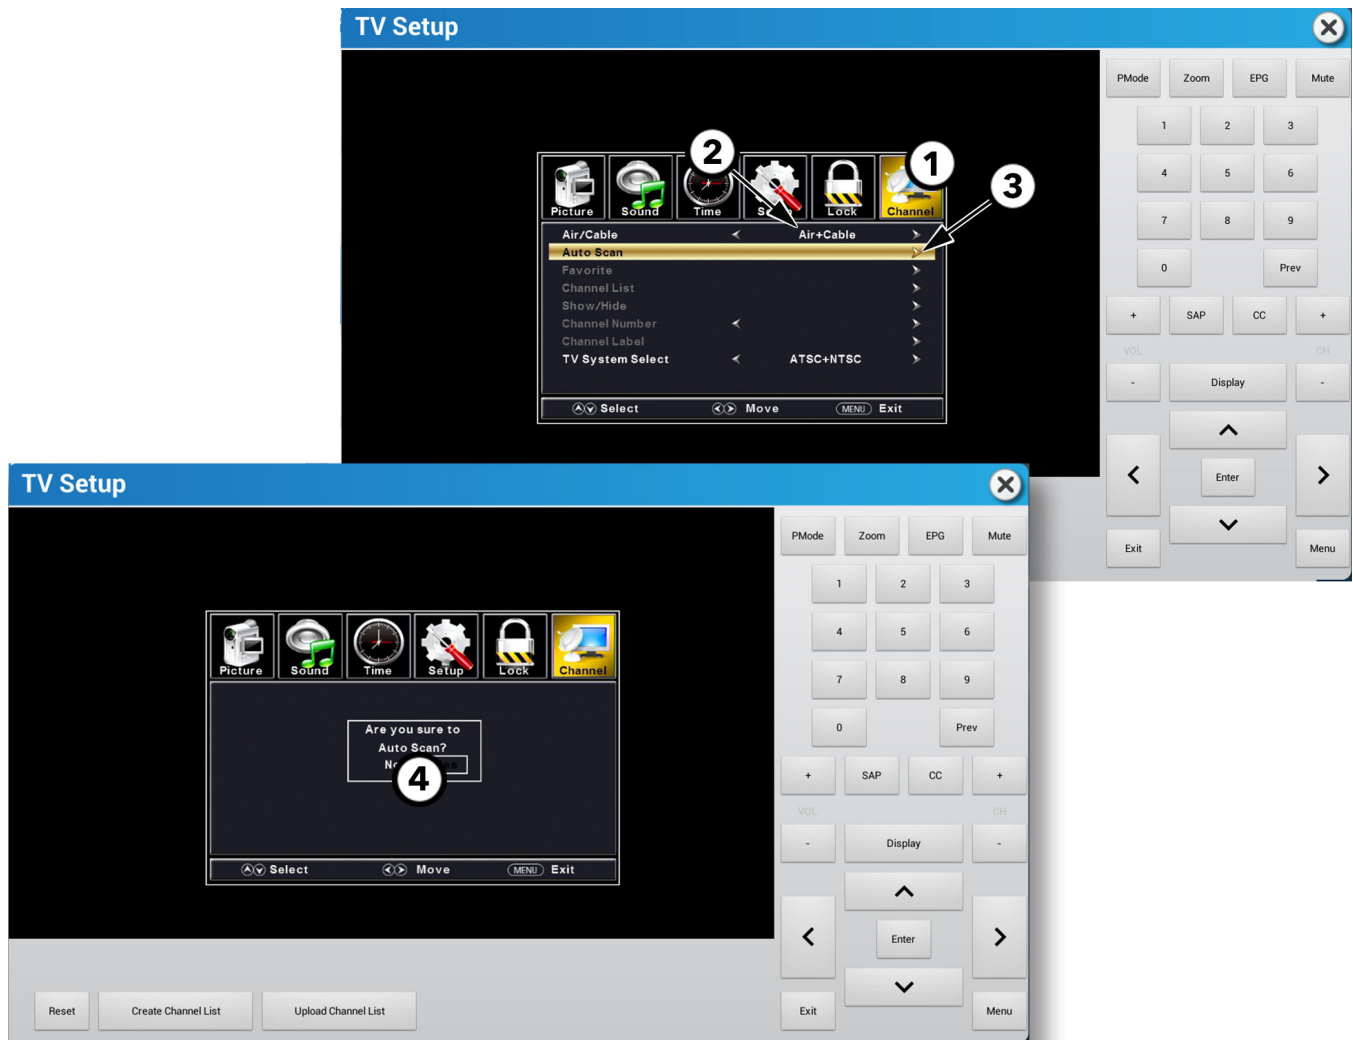 TV Setup
PMode Zoom EPG Mute
1 2 3
4 5 6
7 8 9
0 Prev
+ SAP CC +
VOL CH
- Display -
Enter
Exit Menu
2 1 3
Picture Sound Time Lock Channel
Air/Cable Air+Cable
Auto Scan
Favorite
Channel List
Show/Hide
Channel Number
Channel Label
TV System Select ATSC+NTSC
Select Move MENU Exit
TV Setup
PMode Zoom EPG Mute
1 2 3
4 5 6
7 8 9
0 Prev
+ SAP CC +
VOL CH
- Display -
Enter
Exit Menu
Picture Sound Time Setup Lock Channel
Are you sure to
Auto Scan?
No
4
Select Move MENU Exit
Reset Create Channel List Upload Channel List